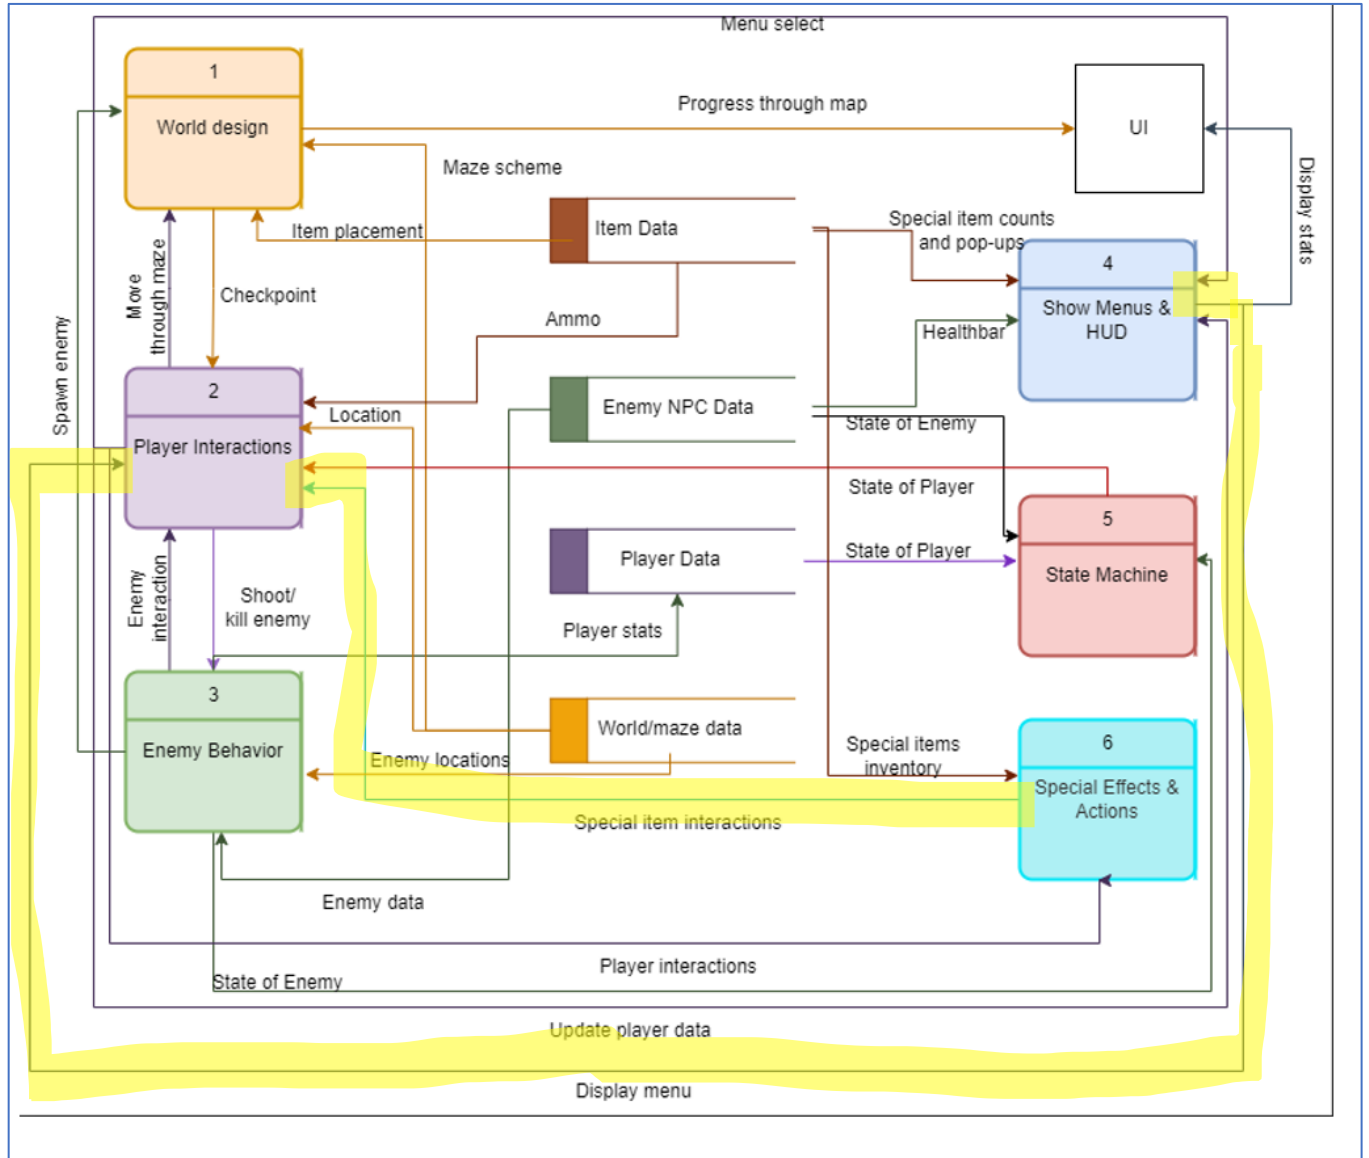 Menu select
1
World design
Progress through map
UI
Maze scheme
Display stats
Item Data
Item placement
Special item counts
and pop-ups
4
Show Menus &
HUD
Move
through maze
Checkpoint
Ammo
Healthbar
Spawn enemy
2
Player Interactions
Location
Enemy NPC Data
State of Enemy
State of Player
5
State Machine
Player Data
State of Player
Enemy
interaction
Shoot/
kill enemy
Player stats
3
Enemy Behavior
World/maze data
Enemy locations
Special items
inventory
6
Special Effects &
Actions
Special item interactions
Enemy data
Player interactions
State of Enemy
Update player data
Display menu